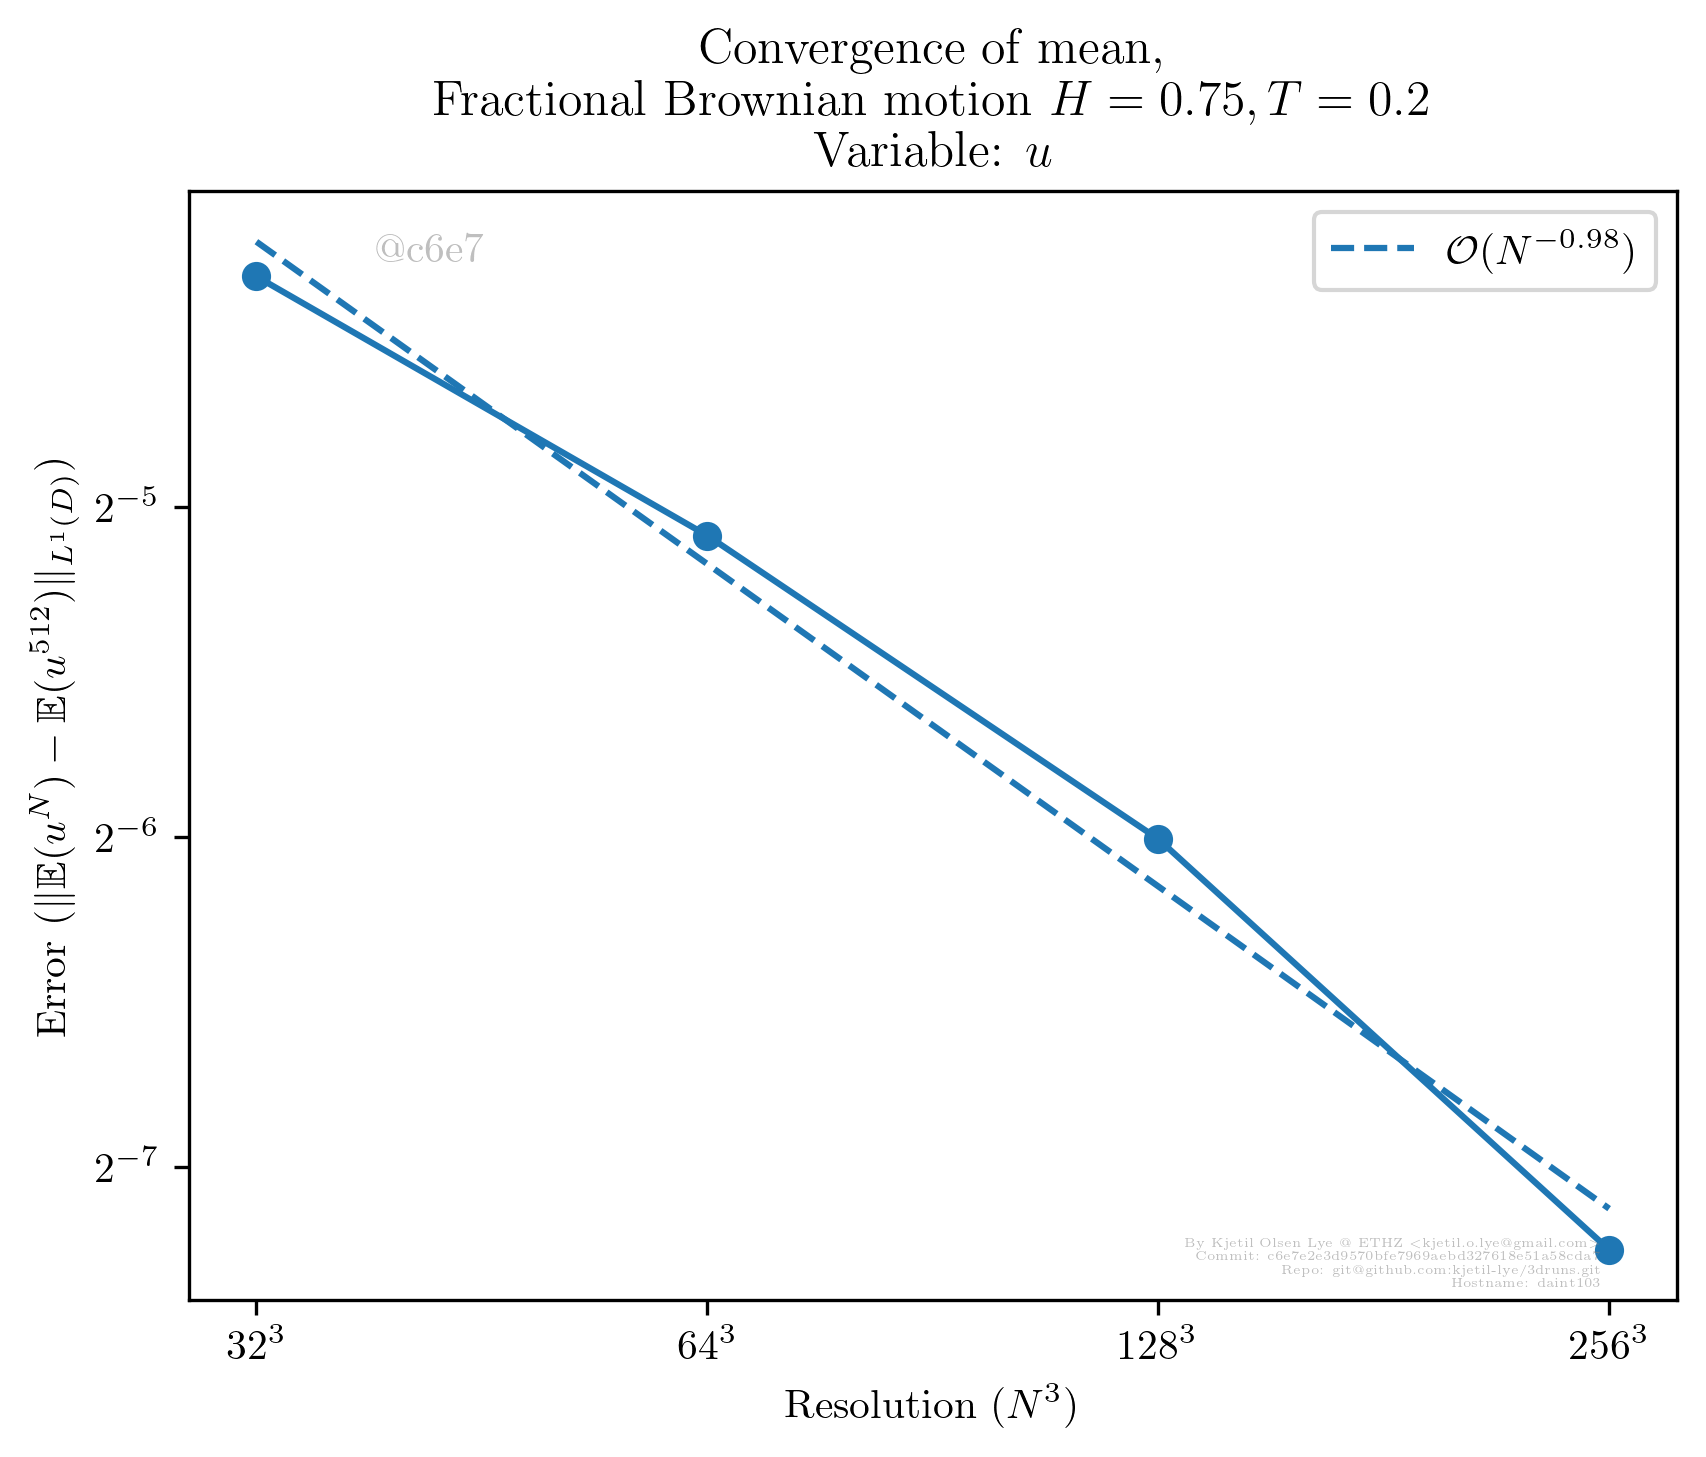 Convergence of mean,
Fractional Brownian motion H = 0.75, T = 0.2
Variable: u
@c6e7
𝒪(N^{-0.98})
Error (||𝔼(u^N) − 𝔼(u^{512})||_{L^1(D)})
2^{-5}
2^{-6}
2^{-7}
By Kjetil Olsen Lye @ ETHZ <kjetil.o.lye@gmail.com>
Commit: c6e7e2e3d9570bfe7969aebd327618e51a58cda7
Repo: git@github.com:kjetil-lye/3druns.git
Hostname: daint103
32^3 64^3 128^3 256^3
Resolution (N^3)